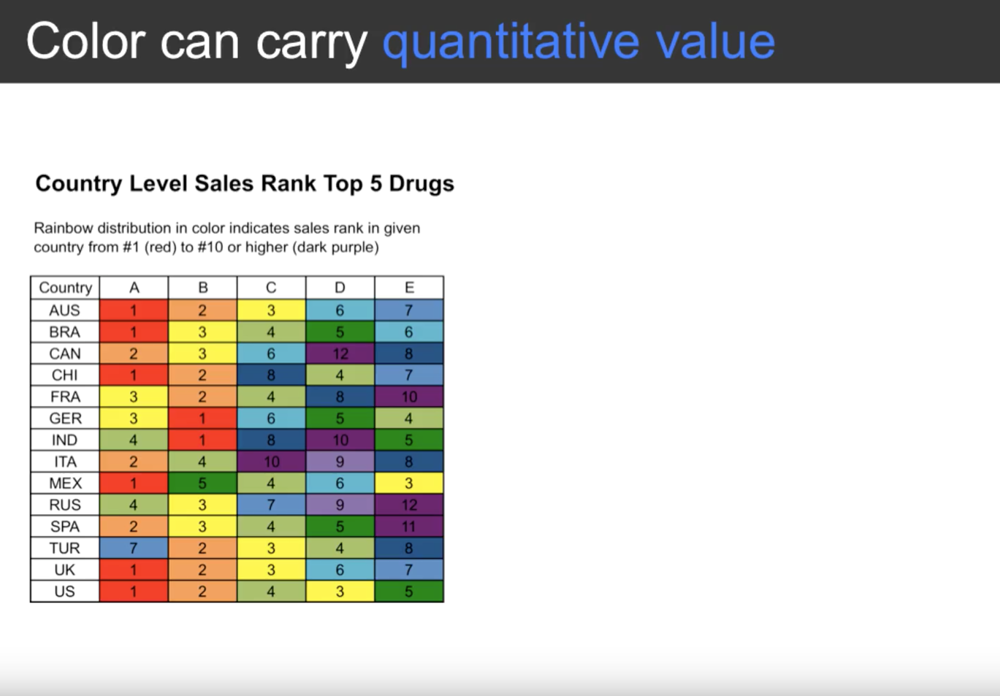 Color can carry quantitative value
Country Level Sales Rank Top 5 Drugs
Rainbow distribution in color indicates sales rank in given
country from #1 (red) to #10 or higher (dark purple)
Country A B C D E
AUS 1 2 3 6 7
BRA 1 3 4 5 6
CAN 2 3 6 12 8
CHI 1 2 8 4 7
FRA 3 2 4 8 10
GER 3 1 6 5 4
IND 4 1 8 10 5
ITA 2 4 10 9 8
MEX 1 5 4 6 3
RUS 4 3 7 9 12
SPA 2 3 4 5 11
TUR 7 2 3 4 8
UK 1 2 3 6 7
US 1 2 4 3 5